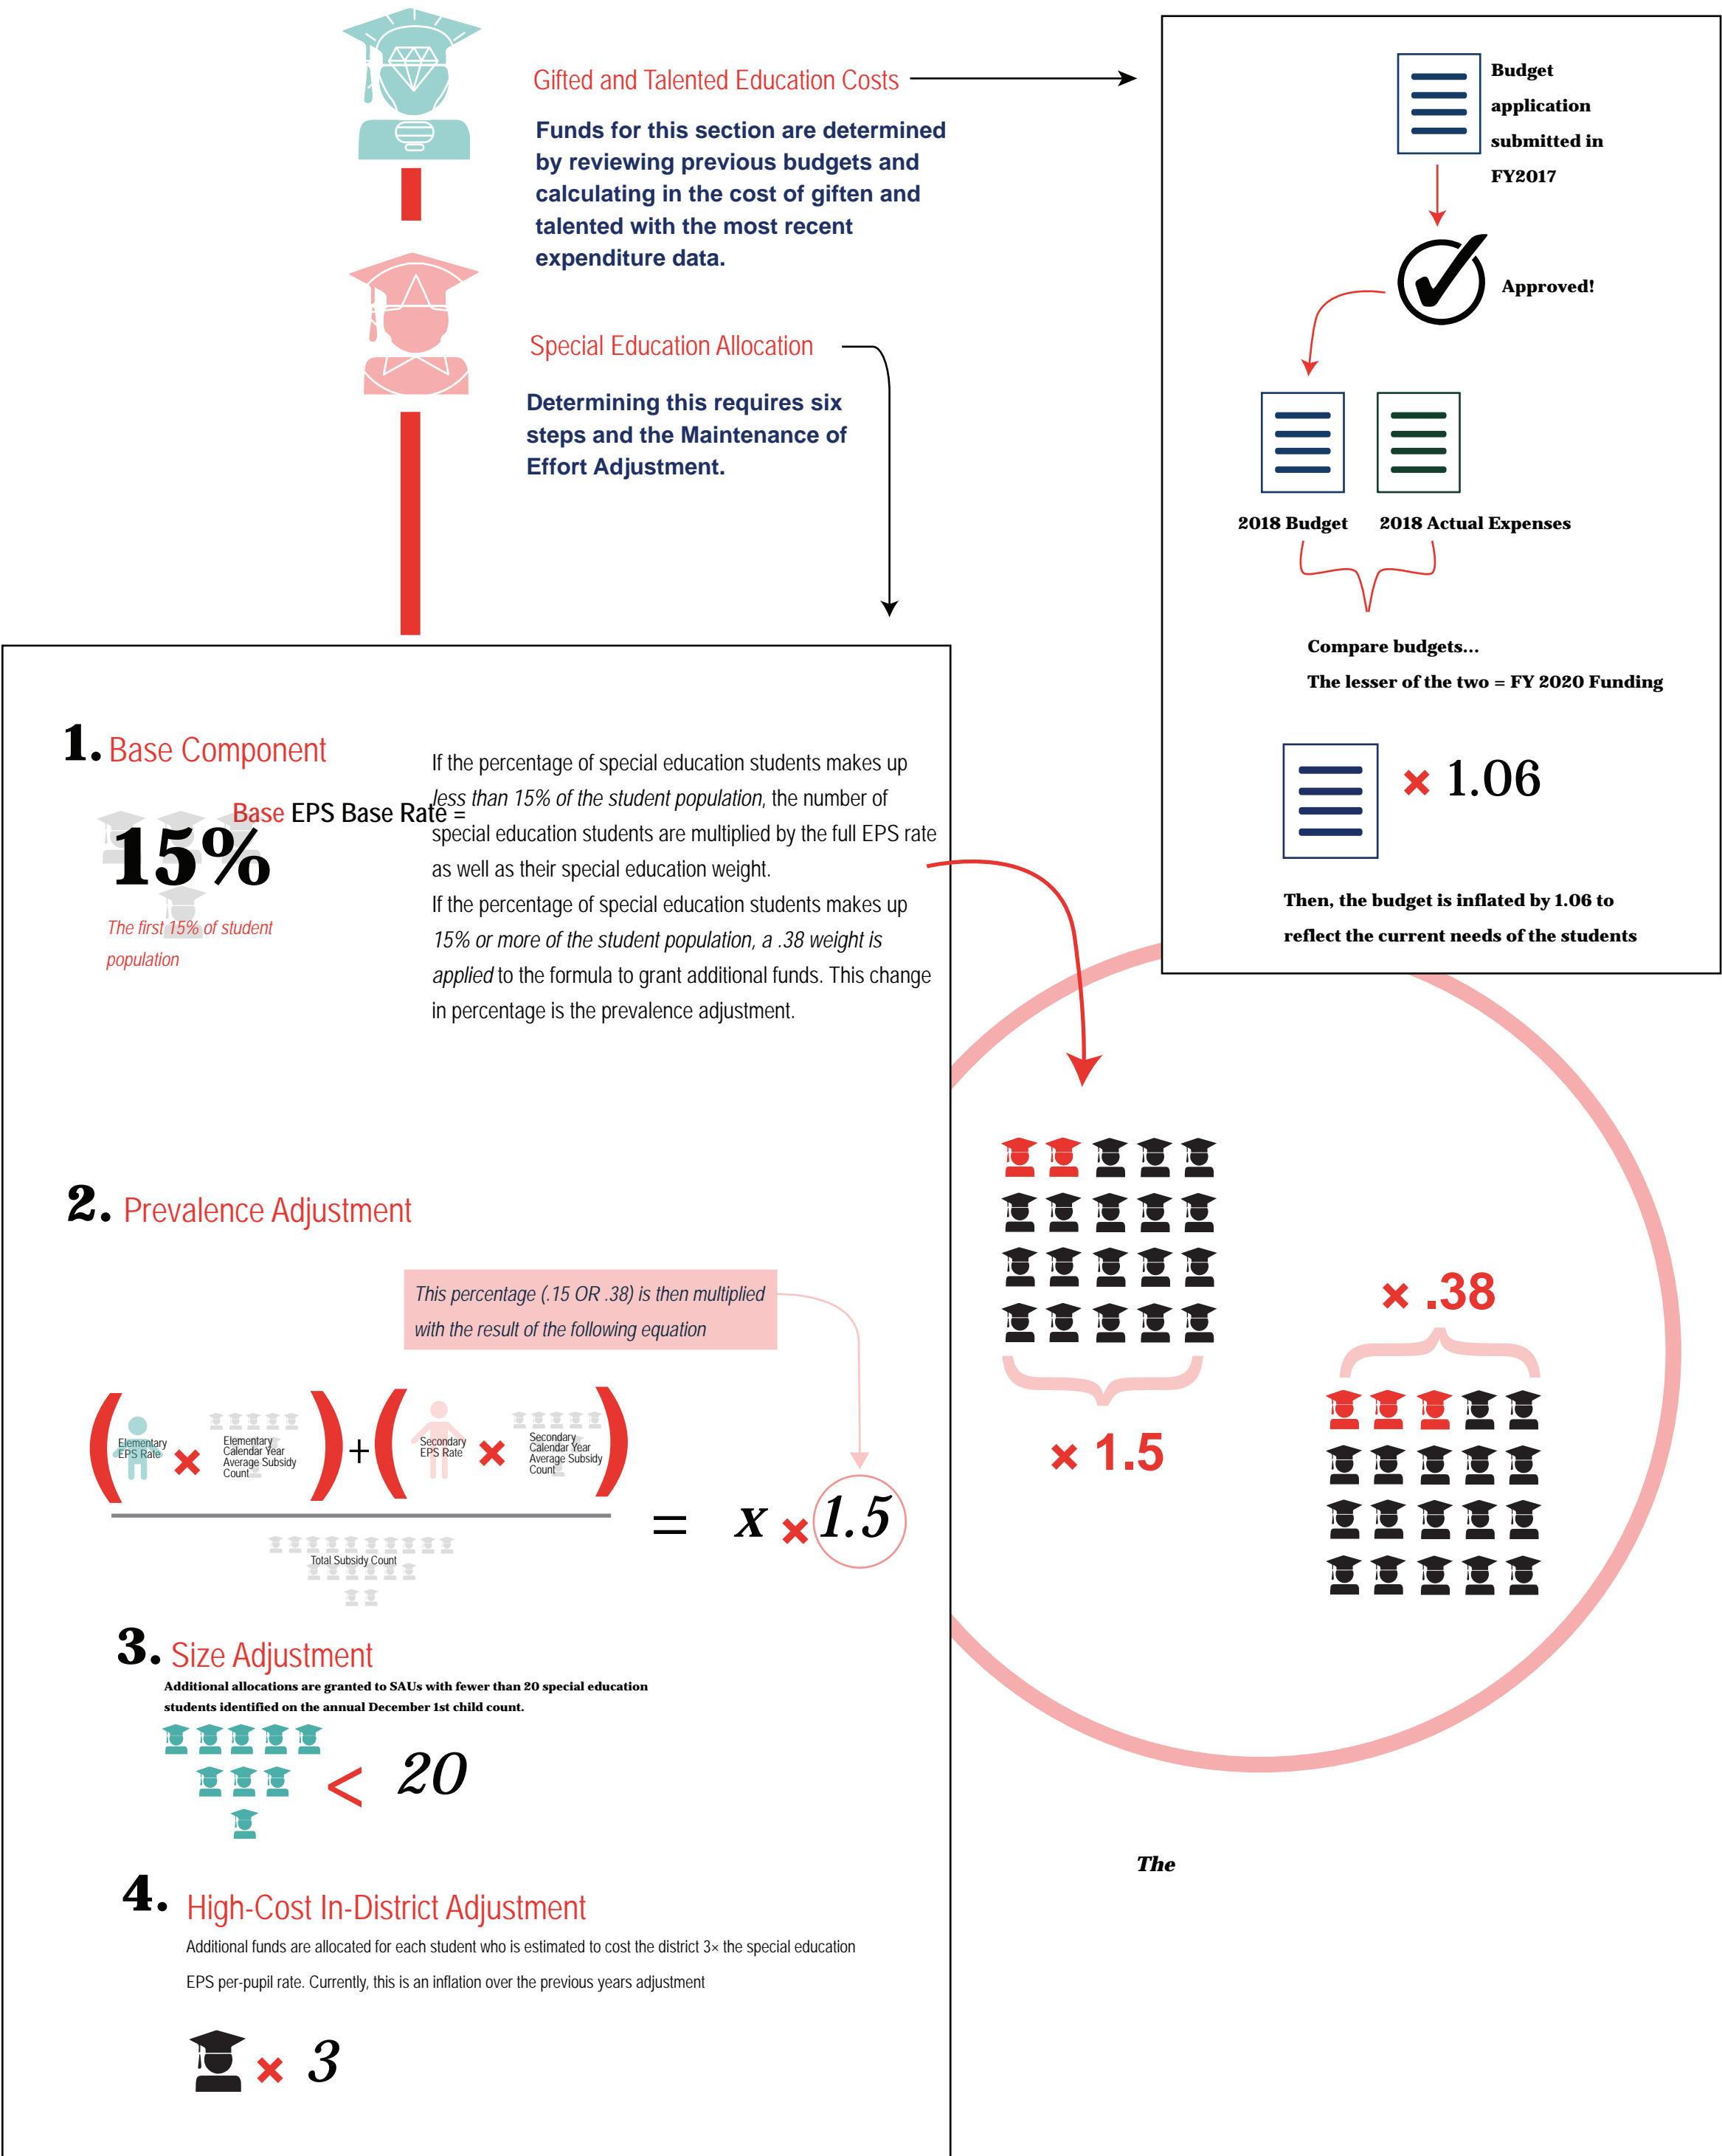 Gifted and Talented Education Costs
Funds for this section are determined
by reviewing previous budgets and
calculating in the cost of giften and
talented with the most recent
expenditure data.
Special Education Allocation
Determining this requires six
steps and the Maintenance of
Effort Adjustment.
Budget
application
submitted in
FY2017
Approved!
2018 Budget
2018 Actual Expenses
Compare budgets...
The lesser of the two = FY 2020 Funding
× 1.06
Then, the budget is inflated by 1.06 to
reflect the current needs of the students
1. Base Component
Base EPS Base Rate =
15%
The first 15% of student
population
If the percentage of special education students makes up
less than 15% of the student population, the number of
special education students are multiplied by the full EPS rate
as well as their special education weight.
If the percentage of special education students makes up
15% or more of the student population, a .38 weight is
applied to the formula to grant additional funds. This change
in percentage is the prevalence adjustment.
× 1.5
× .38
2. Prevalence Adjustment
This percentage (.15 OR .38) is then multiplied
with the result of the following equation
(
Elementary
EPS Rate
×
Elementary
Calendar Year
Average Subsidy
Count
)
+
(
Secondary
EPS Rate
×
Secondary
Calendar Year
Average Subsidy
Count
)
Total Subsidy Count
= x × 1.5
3. Size Adjustment
Additional allocations are granted to SAUs with fewer than 20 special education
students identified on the annual December 1st child count.
< 20
The
4. High-Cost In-District Adjustment
Additional funds are allocated for each student who is estimated to cost the district 3× the special education
EPS per-pupil rate. Currently, this is an inflation over the previous years adjustment
× 3